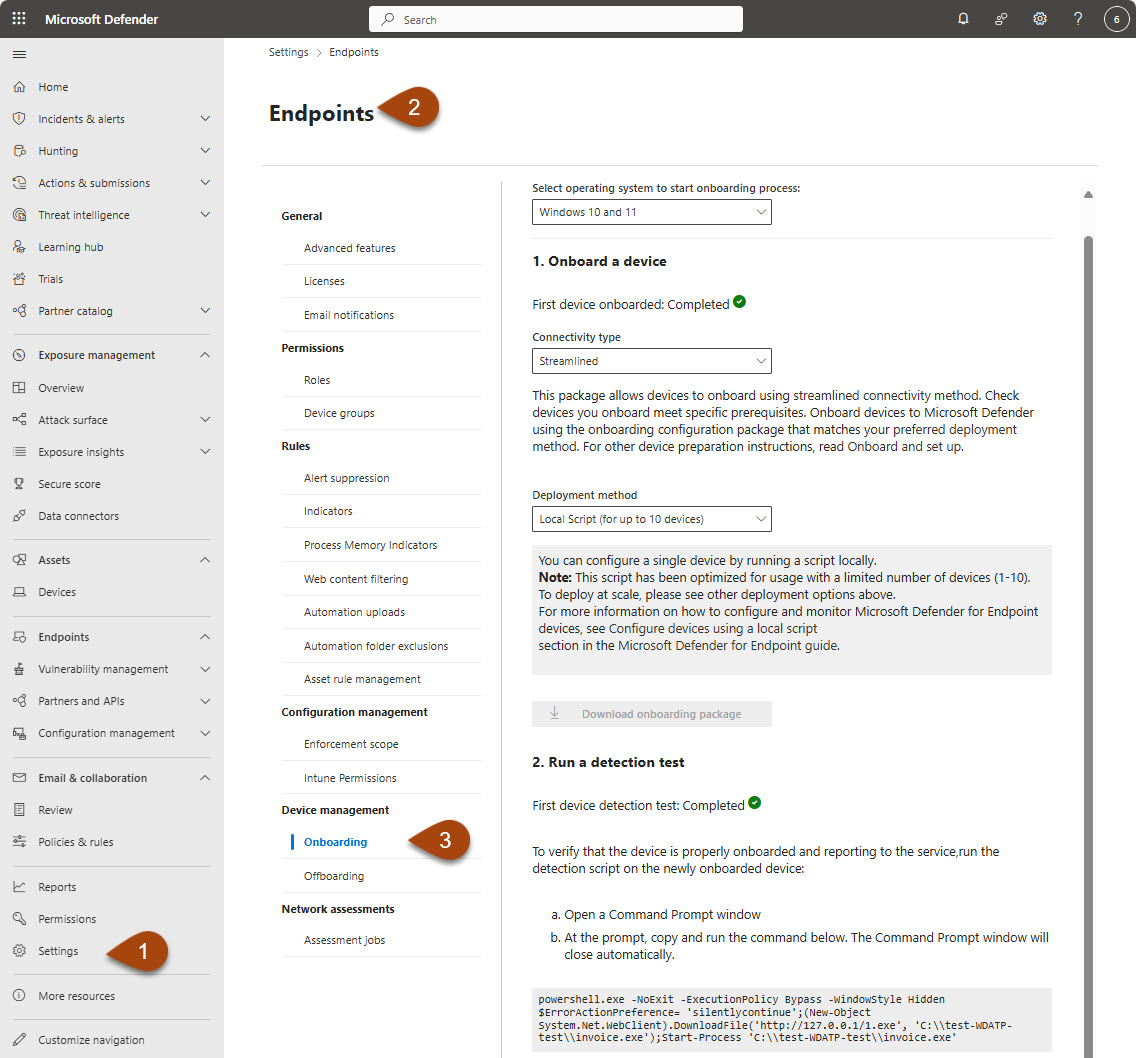 Microsoft Defender
Search
6
Home
Incidents & alerts
Hunting
Actions & submissions
Threat intelligence
Learning hub
Trials
Partner catalog
Exposure management
Overview
Attack surface
Exposure insights
Secure score
Data connectors
Assets
Devices
Endpoints
Vulnerability management
Partners and APIs
Configuration management
Email & collaboration
Review
Policies & rules
Reports
Permissions
Settings
1
More resources
Customize navigation
Settings > Endpoints
Endpoints
2
General
Advanced features
Licenses
Email notifications
Permissions
Roles
Device groups
Rules
Alert suppression
Indicators
Process Memory Indicators
Web content filtering
Automation uploads
Automation folder exclusions
Asset rule management
Configuration management
Enforcement scope
Intune Permissions
Device management
Onboarding
3
Offboarding
Network assessments
Assessment jobs
Select operating system to start onboarding process:
Windows 10 and 11
1. Onboard a device
First device onboarded: Completed
Connectivity type
Streamlined
This package allows devices to onboard using streamlined connectivity method. Check
devices you onboard meet specific prerequisites. Onboard devices to Microsoft Defender
using the onboarding configuration package that matches your preferred deployment
method. For other device preparation instructions, read Onboard and set up.
Deployment method
Local Script (for up to 10 devices)
You can configure a single device by running a script locally.
Note: This script has been optimized for usage with a limited number of devices (1-10).
To deploy at scale, please see other deployment options above.
For more information on how to configure and monitor Microsoft Defender for Endpoint
devices, see Configure devices using a local script
section in the Microsoft Defender for Endpoint guide.
Download onboarding package
2. Run a detection test
First device detection test: Completed
To verify that the device is properly onboarded and reporting to the service,run the
detection script on the newly onboarded device:
a. Open a Command Prompt window
b. At the prompt, copy and run the command below. The Command Prompt window will
close automatically.
powershell.exe -NoExit -ExecutionPolicy Bypass -WindowStyle Hidden
$ErrorActionPreference= 'silentlycontinue';(New-Object
System.Net.WebClient).DownloadFile('http://127.0.0.1/1.exe', 'C:\\test-WDATP-
test\\invoice.exe');Start-Process 'C:\\test-WDATP-test\\invoice.exe'